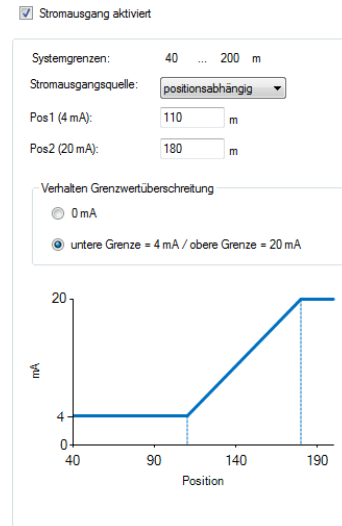 Stromausgang aktiviert
Systemgrenzen: 40 ... 200 m
Stromausgangsquelle: positionsabhängig
Pos1 (4 mA): 110 m
Pos2 (20 mA): 180 m
Verhalten Grenzwertüberschreitung
0 mA
untere Grenze = 4 mA / obere Grenze = 20 mA
20
mA
4
0
40 90 140 190
Position